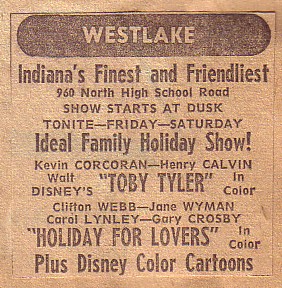 WESTLAKE
Indiana's Finest and Friendliest
960 North High School Road
SHOW STARTS AT DUSK
TONITE—FRIDAY—SATURDAY
Ideal Family Holiday Show!
Kevin CORCORAN—Henry CALVIN
Walt DISNEY'S "TOBY TYLER" In Color
Clifton WEBB—Jane WYMAN
Carol LYNLEY—Gary CROSBY
"HOLIDAY FOR LOVERS" In Color
Plus Disney Color Cartoons